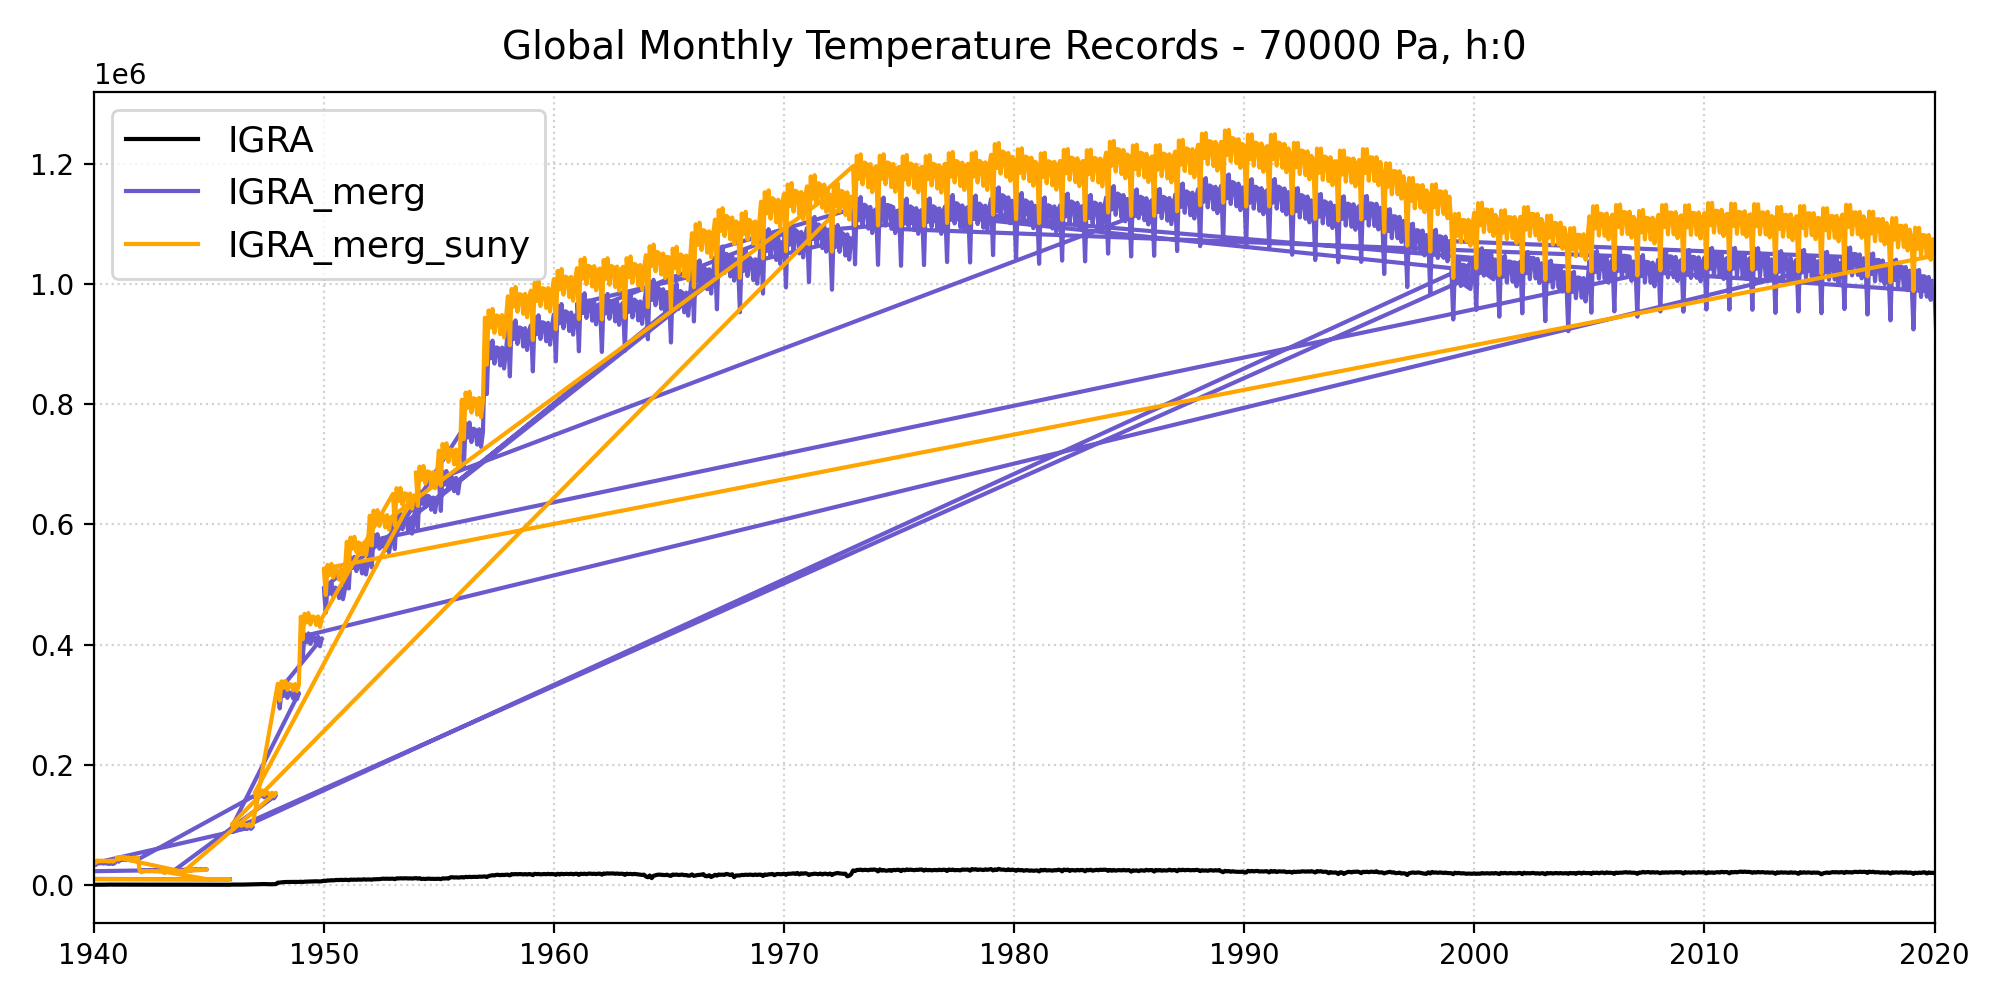 Global Monthly Temperature Records - 70000 Pa, h:0
1e6
IGRA
IGRA_merg
IGRA_merg_suny
1.2
1.0
0.8
0.6
0.4
0.2
0.0
1940 1950 1960 1970 1980 1990 2000 2010 2020